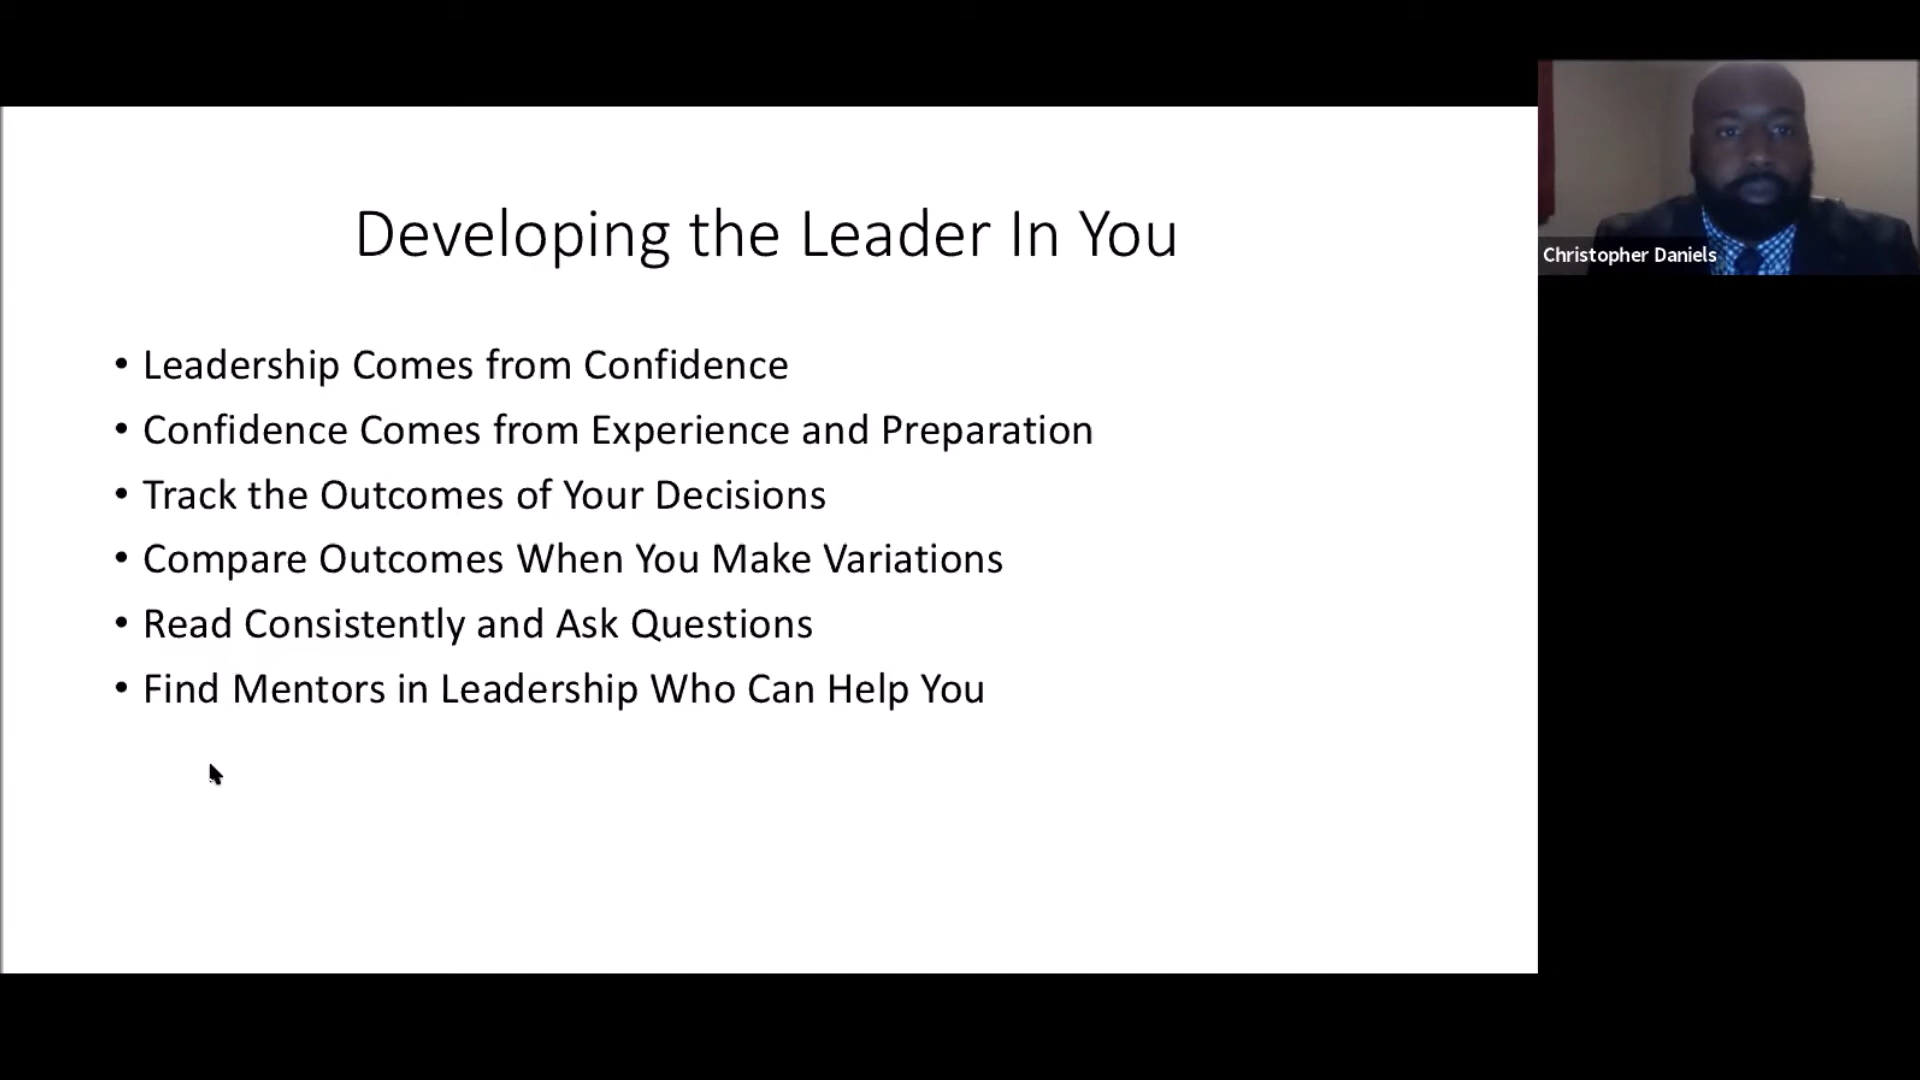 Developing the Leader In You
• Leadership Comes from Confidence
• Confidence Comes from Experience and Preparation
• Track the Outcomes of Your Decisions
• Compare Outcomes When You Make Variations
• Read Consistently and Ask Questions
• Find Mentors in Leadership Who Can Help You
Christopher Daniels